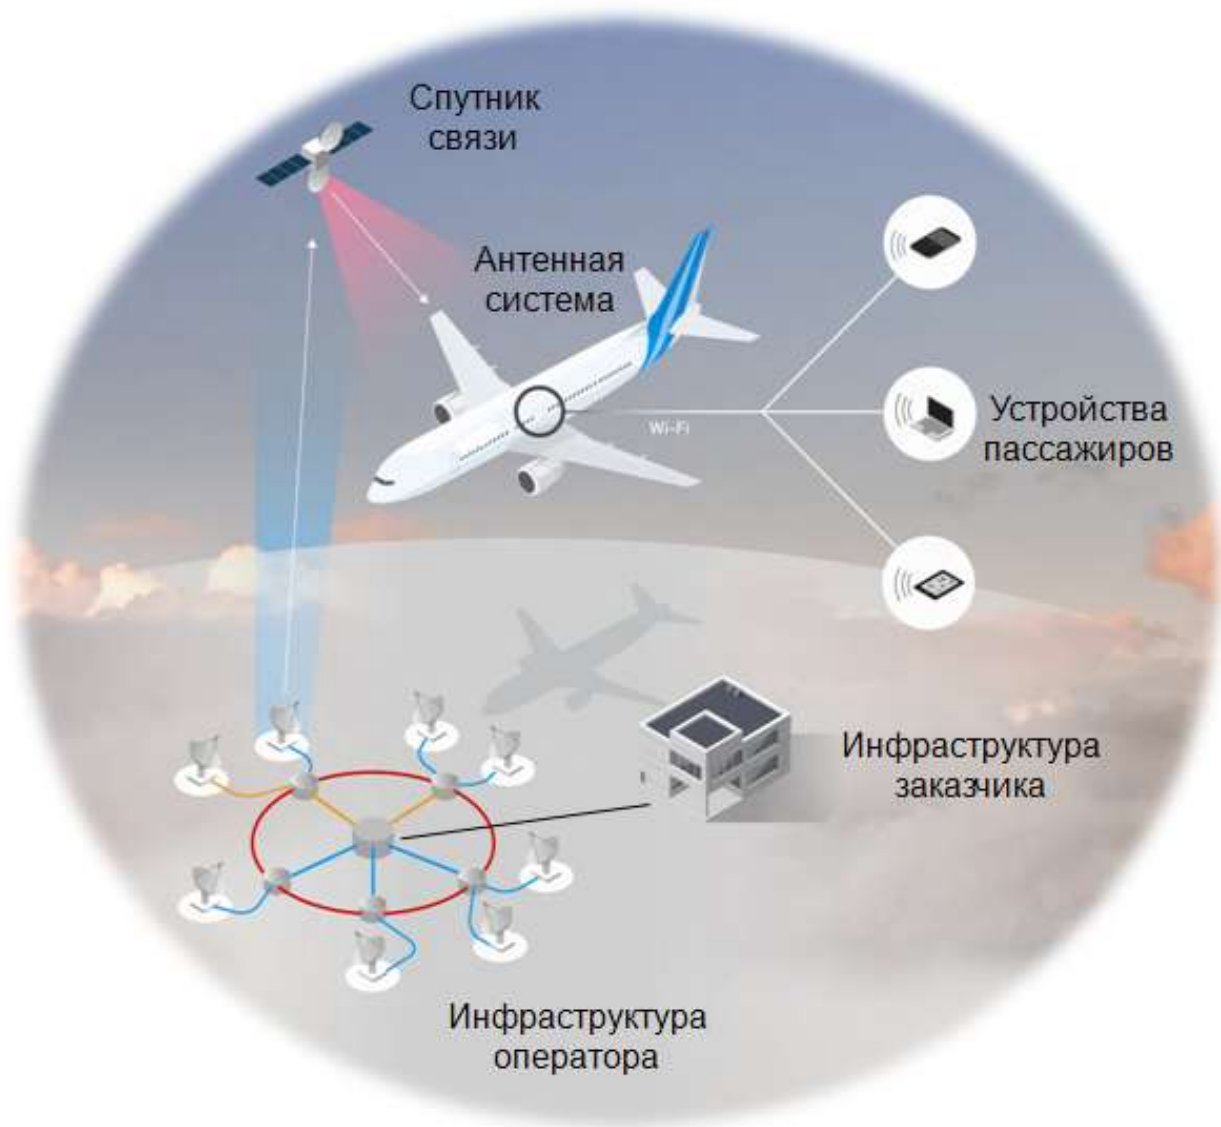 Спутник
связи
Антенная
система
Wi-Fi
Устройства
пассажиров
Инфраструктура
заказчика
Инфраструктура
оператора